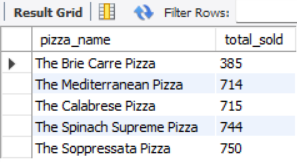 Result Grid Filter Rows:
pizza_name total_sold
The Brie Carre Pizza 385
The Mediterranean Pizza 714
The Calabrese Pizza 715
The Spinach Supreme Pizza 744
The Soppressata Pizza 750